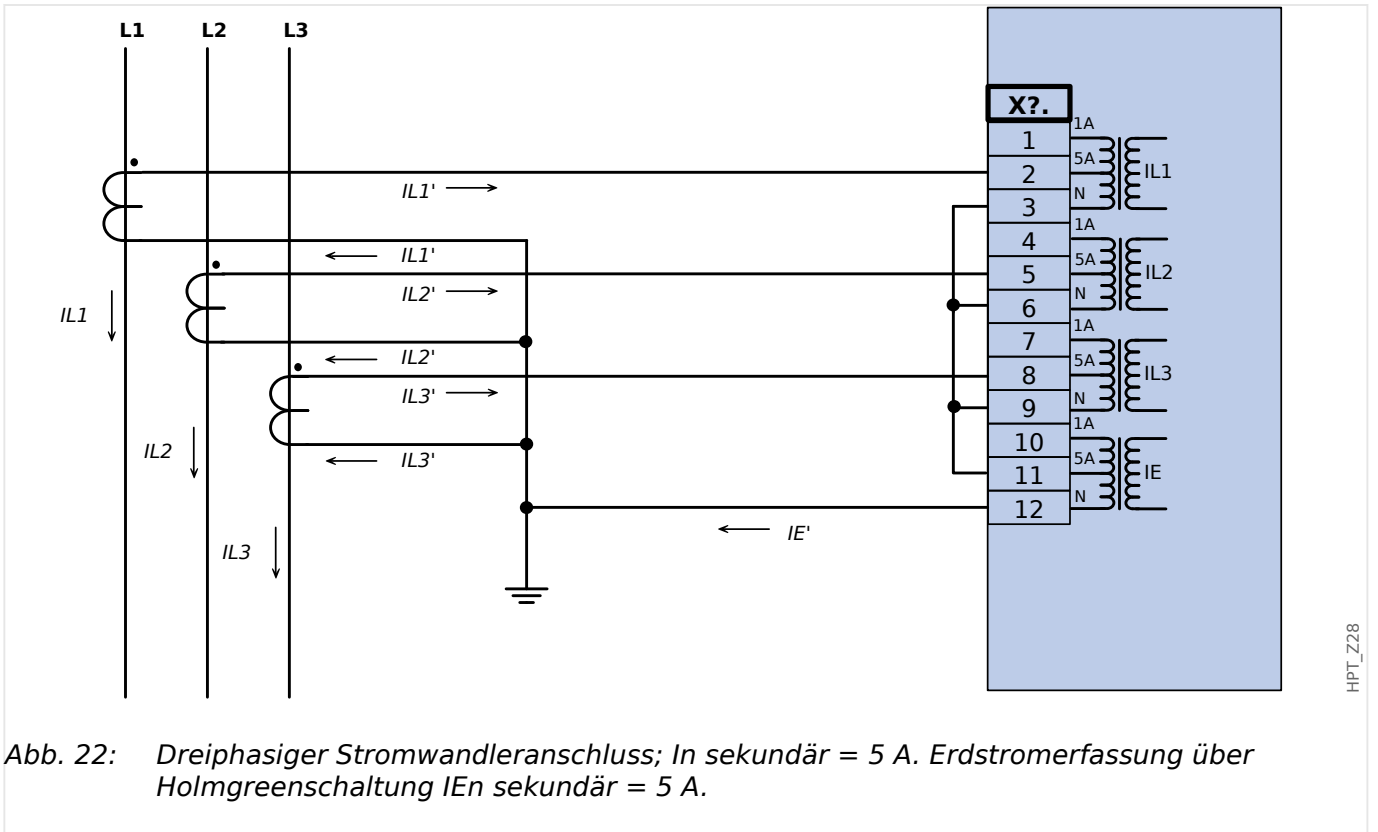 L1 L2 L3
X?.
1
2
3
4
5
6
7
8
9
10
11
12
1A
5A
N
IL1
1A
5A
N
IL2
1A
5A
N
IL3
1A
5A
N
IE
IL1'
IL1'
IL2'
IL2'
IL3'
IL3'
IE'
IL1
IL2
IL3
HPT_Z28
Abb. 22: Dreiphasiger Stromwandleranschluss; In sekundär = 5 A. Erdstromerfassung über
Holmgreenschaltung IEn sekundär = 5 A.